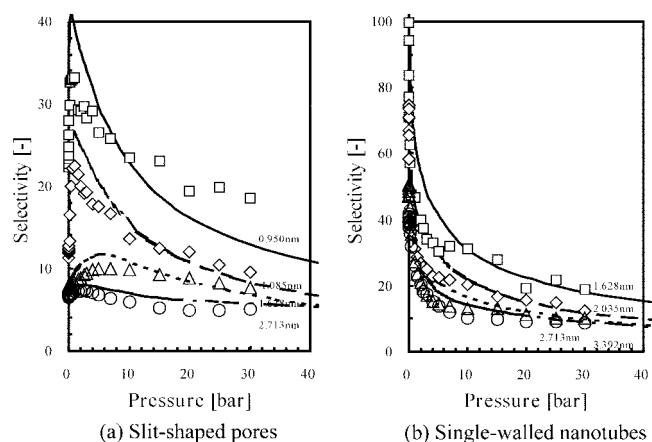 Selectivity [-]
40
30
20
10
0
0.950nm
1.085nm
2.713nm
0 10 20 30 40
Pressure [bar]
(a) Slit-shaped pores
Selectivity [-]
100
80
60
40
20
0
1.628nm
2.035nm
2.713nm
3.392nm
0 10 20 30 40
Pressure [bar]
(b) Single-walled nanotubes